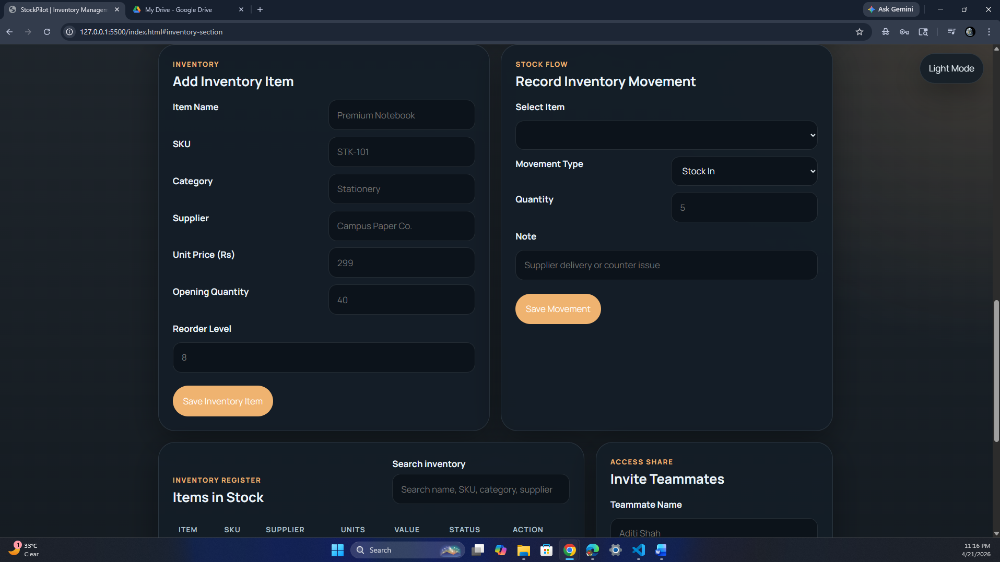 StockPilot | Inventory Managem
My Drive - Google Drive
Ask Gemini
127.0.0.1:5500/index.html#inventory-section
Light Mode
INVENTORY
Add Inventory Item
Item Name
Premium Notebook
SKU
STK-101
Category
Stationery
Supplier
Campus Paper Co.
Unit Price (Rs)
299
Opening Quantity
40
Reorder Level
8
Save Inventory Item
STOCK FLOW
Record Inventory Movement
Select Item
Movement Type
Stock In
Quantity
5
Note
Supplier delivery or counter issue
Save Movement
INVENTORY REGISTER
Items in Stock
Search inventory
Search name, SKU, category, supplier
ITEM SKU SUPPLIER UNITS VALUE STATUS ACTION
ACCESS SHARE
Invite Teammates
Teammate Name
Aditi Shah
1
33°C
Clear
Search
11:16 PM
4/21/2026